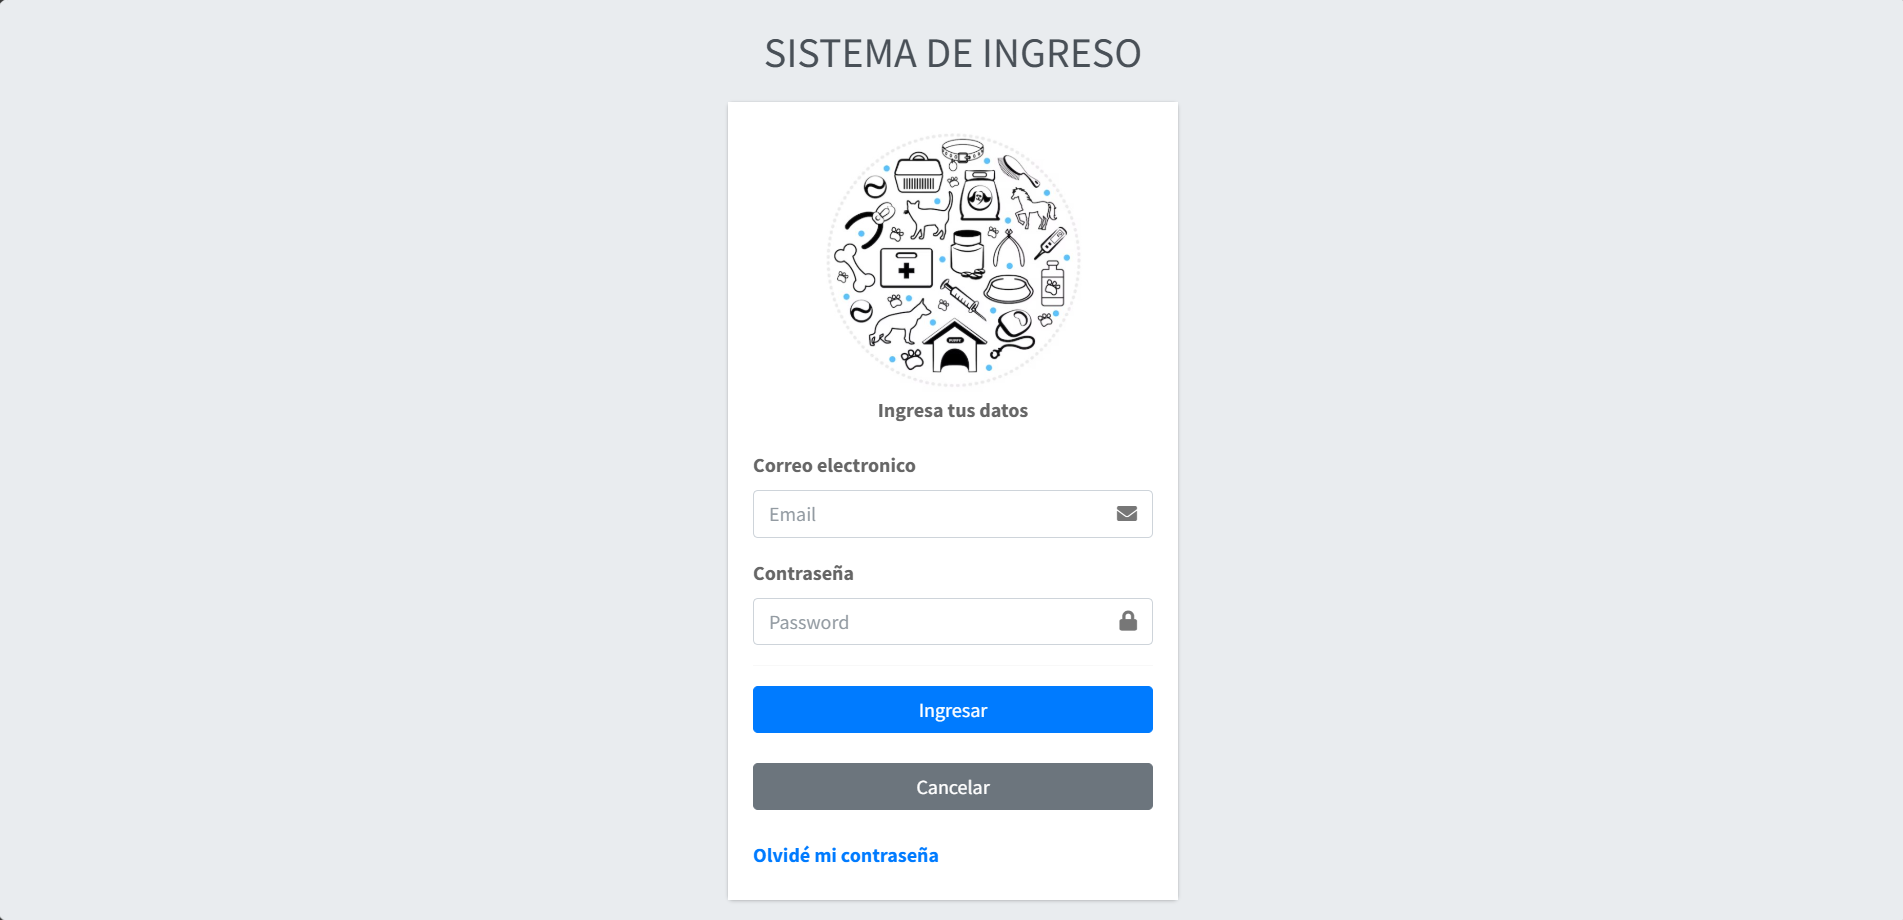 SISTEMA DE INGRESO
Ingresa tus datos
Correo electronico
Email
Contraseña
Password
Ingresar
Cancelar
Olvidé mi contraseña